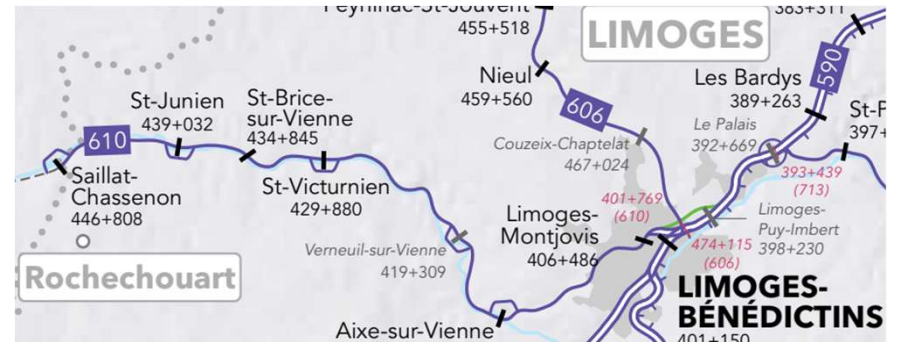 Peyrilhac-St-Jouvent
455+518
LIMOGES
383+311
Nieul
459+560
Les Bardys
389+263
590
St-Junien
439+032
St-Brice-
sur-Vienne
434+845
606
Le Palais
392+669
St-P
397+
610
Couzeix-Chaptelat
467+024
Saillat-
Chassenon
446+808
St-Victurnien
429+880
393+439
(713)
401+769
(610)
Limoges-
Montjovis
406+486
Limoges-
Puy-Imbert
398+230
Verneuil-sur-Vienne
419+309
474+115
(606)
Rochechouart
LIMOGES-
BÉNÉDICTINS
401+150
Aixe-sur-Vienne